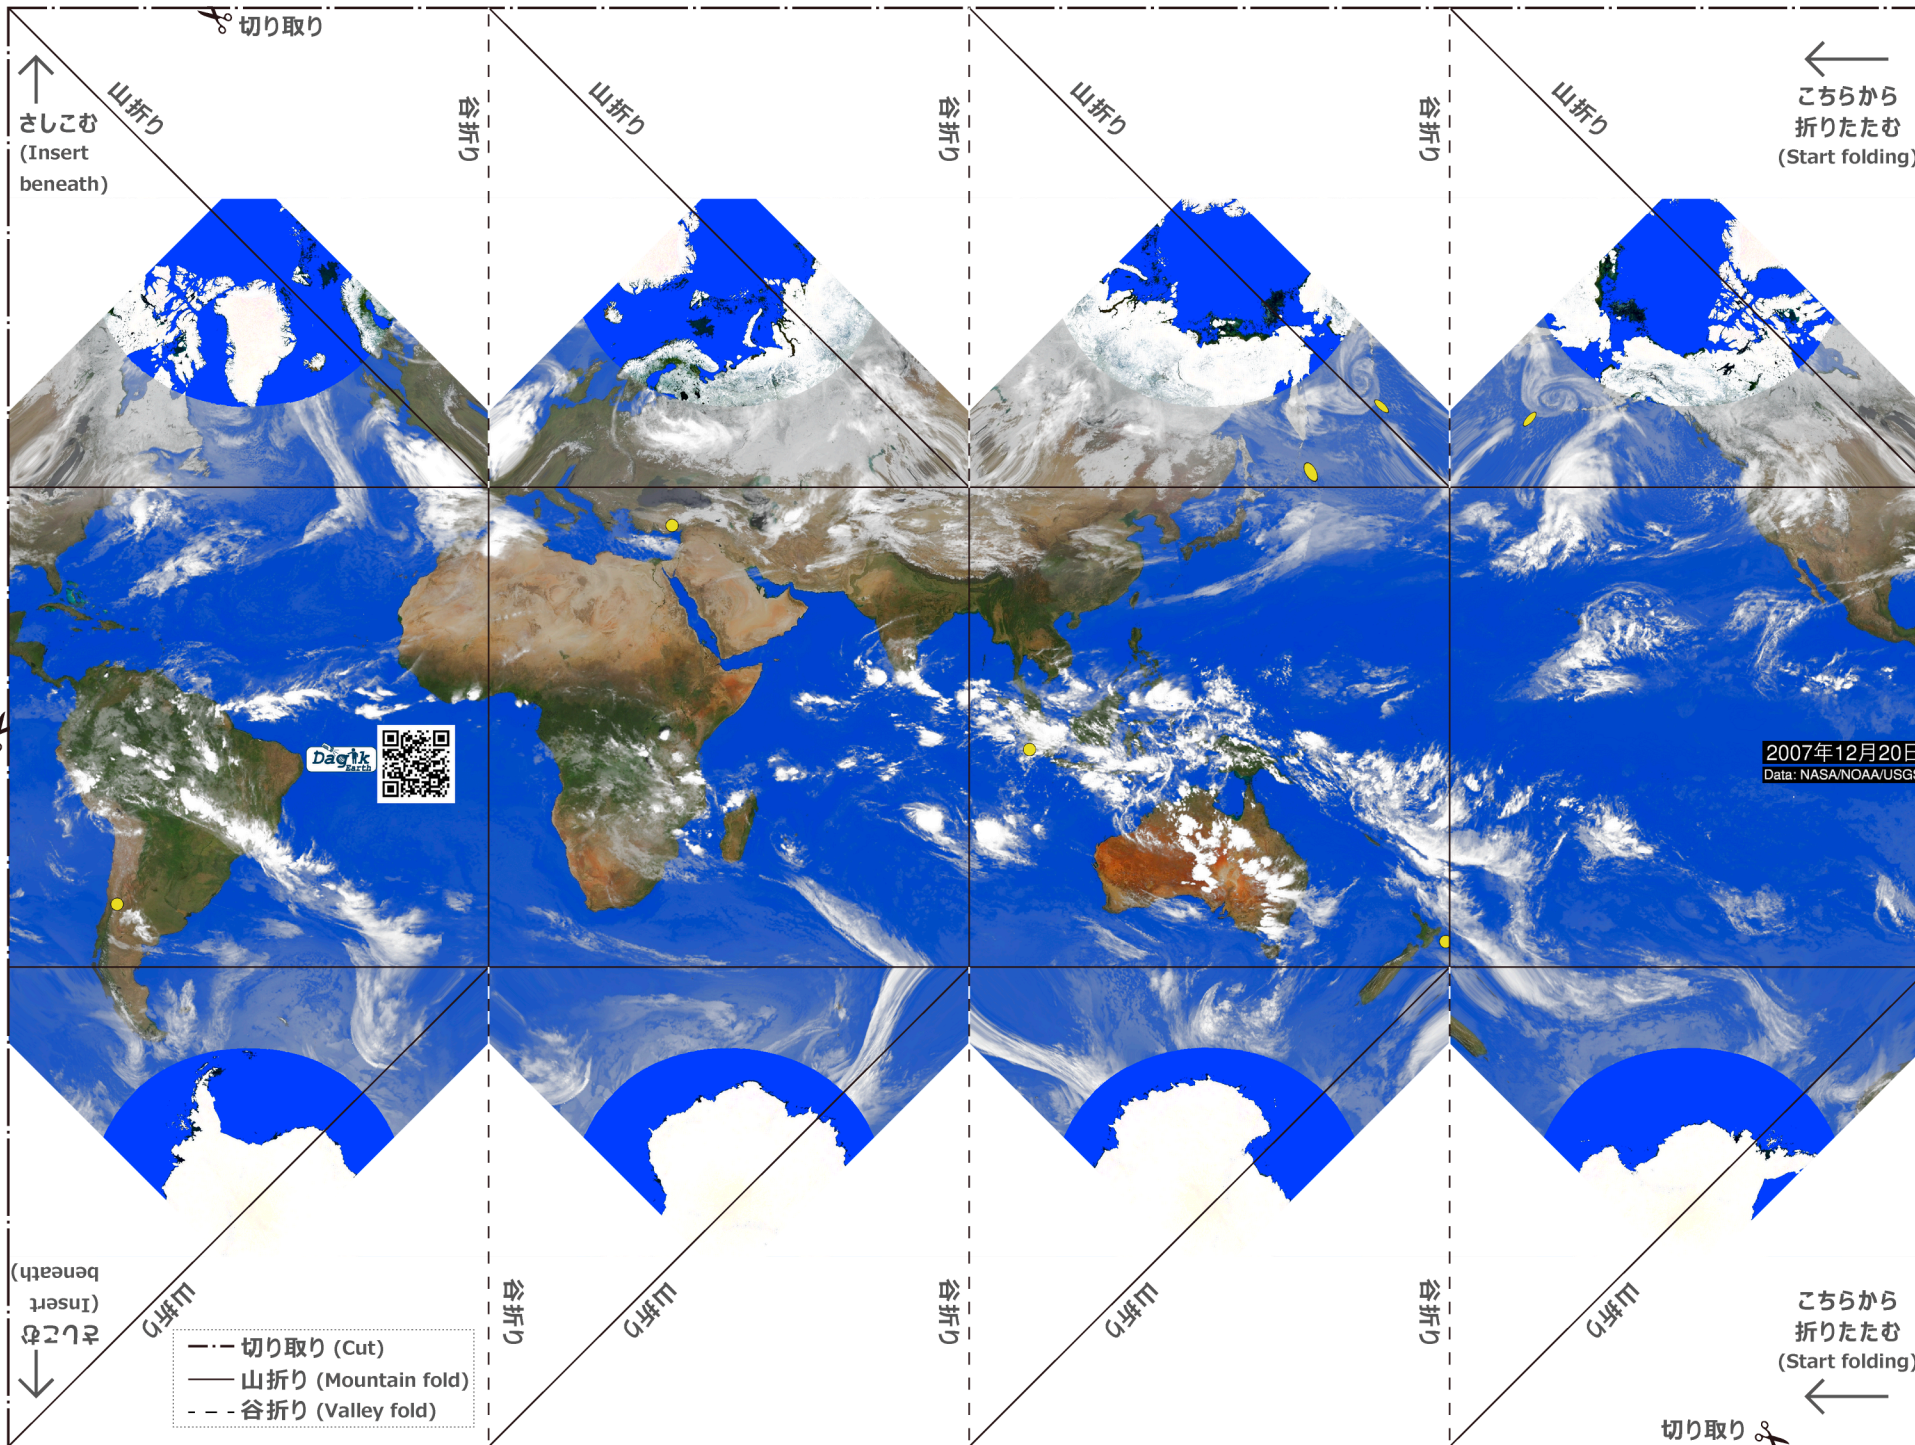 切り取り
山折り
山折り
山折り
山折り
さしこむ
(Insert
beneath)
谷折り
谷折り
谷折り
こちらから
折りたたむ
(Start folding)
Dagik
Earth
2007年12月20日
Data: NASA/NOAA/USGS
さしこむ
(Insert
beneath)
山折り
山折り
山折り
山折り
谷折り
谷折り
谷折り
こちらから
折りたたむ
(Start folding)
切り取り (Cut)
山折り (Mountain fold)
谷折り (Valley fold)
切り取り